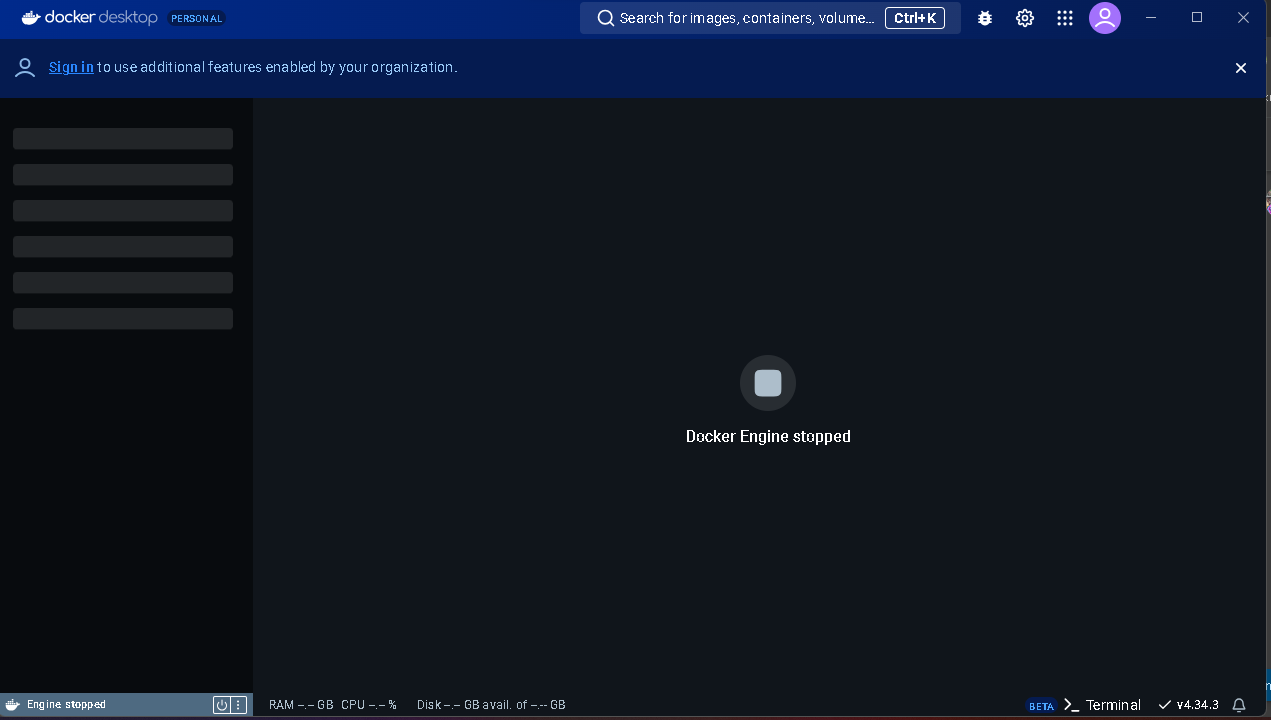 docker desktop PERSONAL
Search for images, containers, volume... Ctrl+K
Sign in to use additional features enabled by your organization.
Docker Engine stopped
Engine stopped
RAM -.-- GB CPU -.-- % Disk -.-- GB avail. of -.-- GB
BETA Terminal v4.34.3